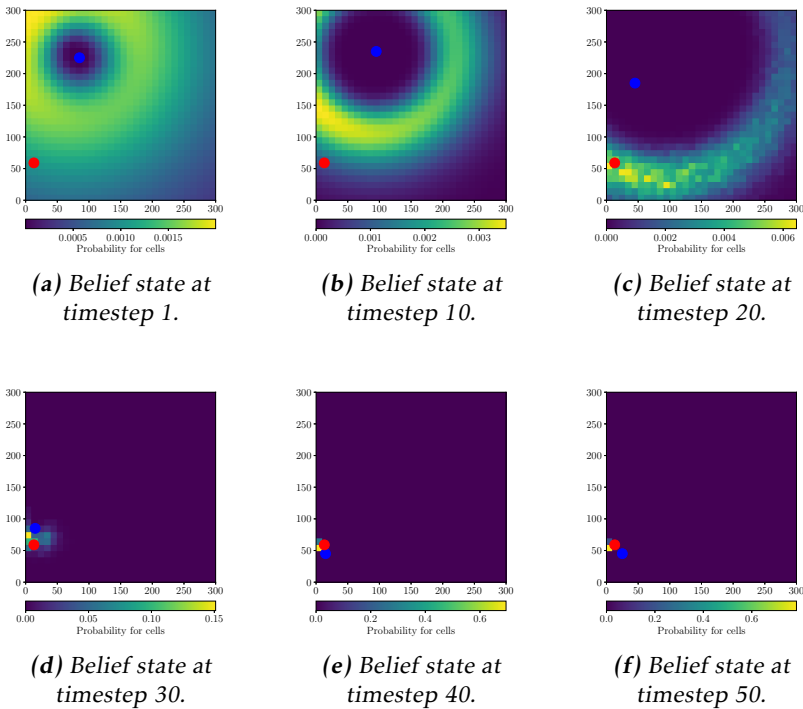 300
250
200
150
100
50
0
0 50 100 150 200 250 300
0.0005 0.0010 0.0015
Probability for cells
(a) Belief state at
timestep 1.
300
250
200
150
100
50
0
0 50 100 150 200 250 300
0.000 0.001 0.002 0.003
Probability for cells
(b) Belief state at
timestep 10.
300
250
200
150
100
50
0
0 50 100 150 200 250 300
0.000 0.002 0.004 0.006
Probability for cells
(c) Belief state at
timestep 20.
300
250
200
150
100
50
0
0 50 100 150 200 250 300
0.00 0.05 0.10 0.15
Probability for cells
(d) Belief state at
timestep 30.
300
250
200
150
100
50
0
0 50 100 150 200 250 300
0.0 0.2 0.4 0.6
Probability for cells
(e) Belief state at
timestep 40.
300
250
200
150
100
50
0
0 50 100 150 200 250 300
0.0 0.2 0.4 0.6
Probability for cells
(f) Belief state at
timestep 50.